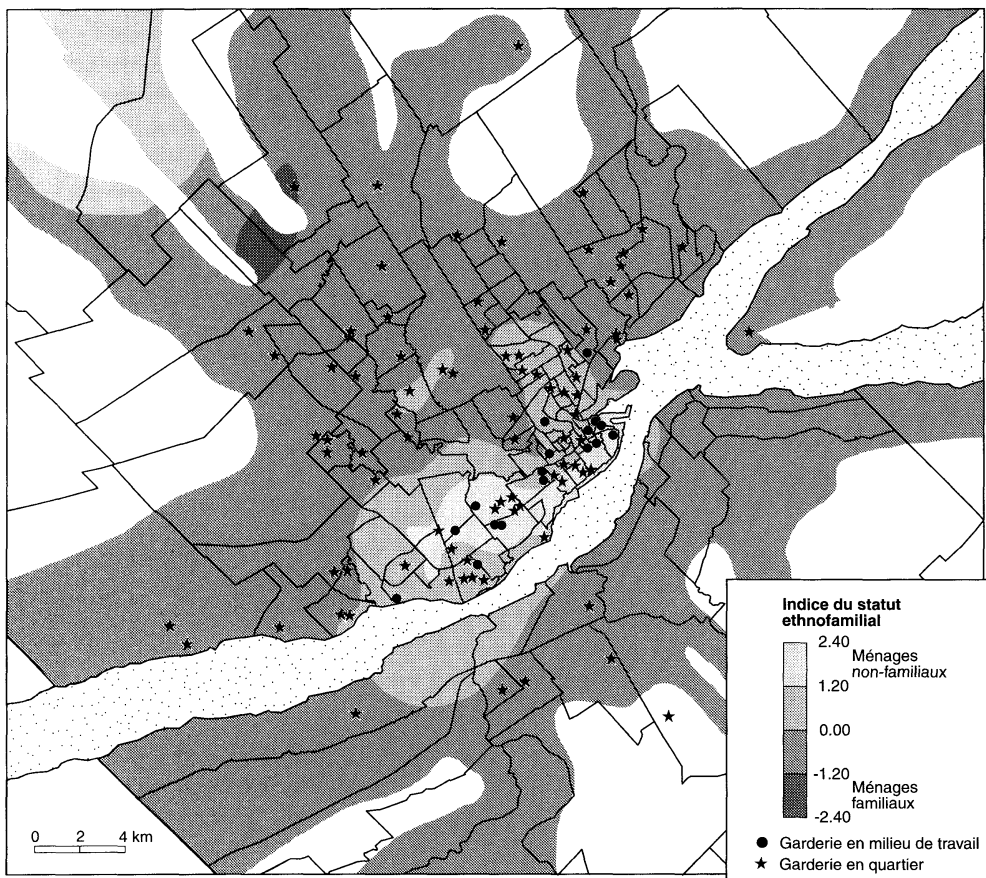 Indice du statut
ethnofamilial
2.40
Ménages
non-familiaux
1.20
0.00
-1.20
Ménages
familiaux
-2.40
0 2 4 km
Garderie en milieu de travail
Garderie en quartier